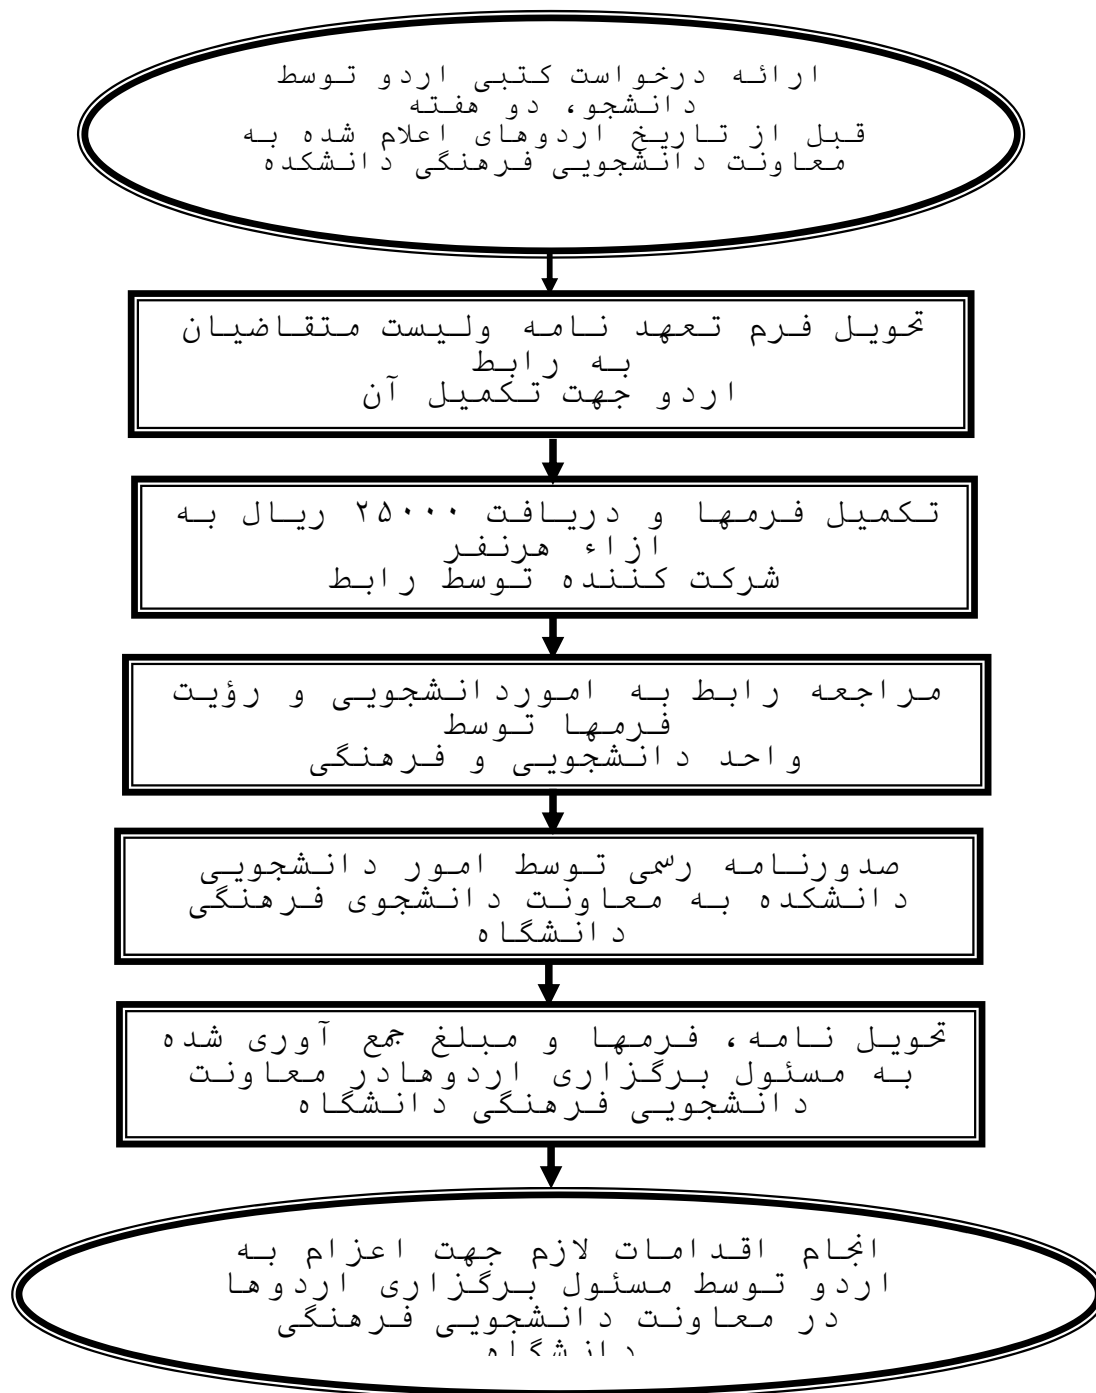 ارائه درخواست کتبی اردو توسط
دانشجو، دو هفته
قبل از تاریخ اردوهای اعلام شده به
معاونت دانشجویی فرهنگی دانشکده
تحویل فرم تعهد نامه ولیست متقاضیان
به رابط
اردو جهت تکمیل آن
تکمیل فرمها و دریافت ۲۵۰۰۰ ریال به
ازاء هرنفر
شرکت کننده توسط رابط
مراجعه رابط به اموردانشجویی و رؤیت
فرمها توسط
واحد دانشجویی و فرهنگی
صدورنامه رسمی توسط امور دانشجویی
دانشکده به معاونت دانشجوی فرهنگی
دانشگاه
تحویل نامه، فرمها و مبلغ جمع آوری شده
به مسئول برگزاری اردوهادر معاونت
دانشجویی فرهنگی دانشگاه
انجام اقدامات لازم جهت اعزام به
اردو توسط مسئول برگزاری اردوها
در معاونت دانشجویی فرهنگی
دانشگاه